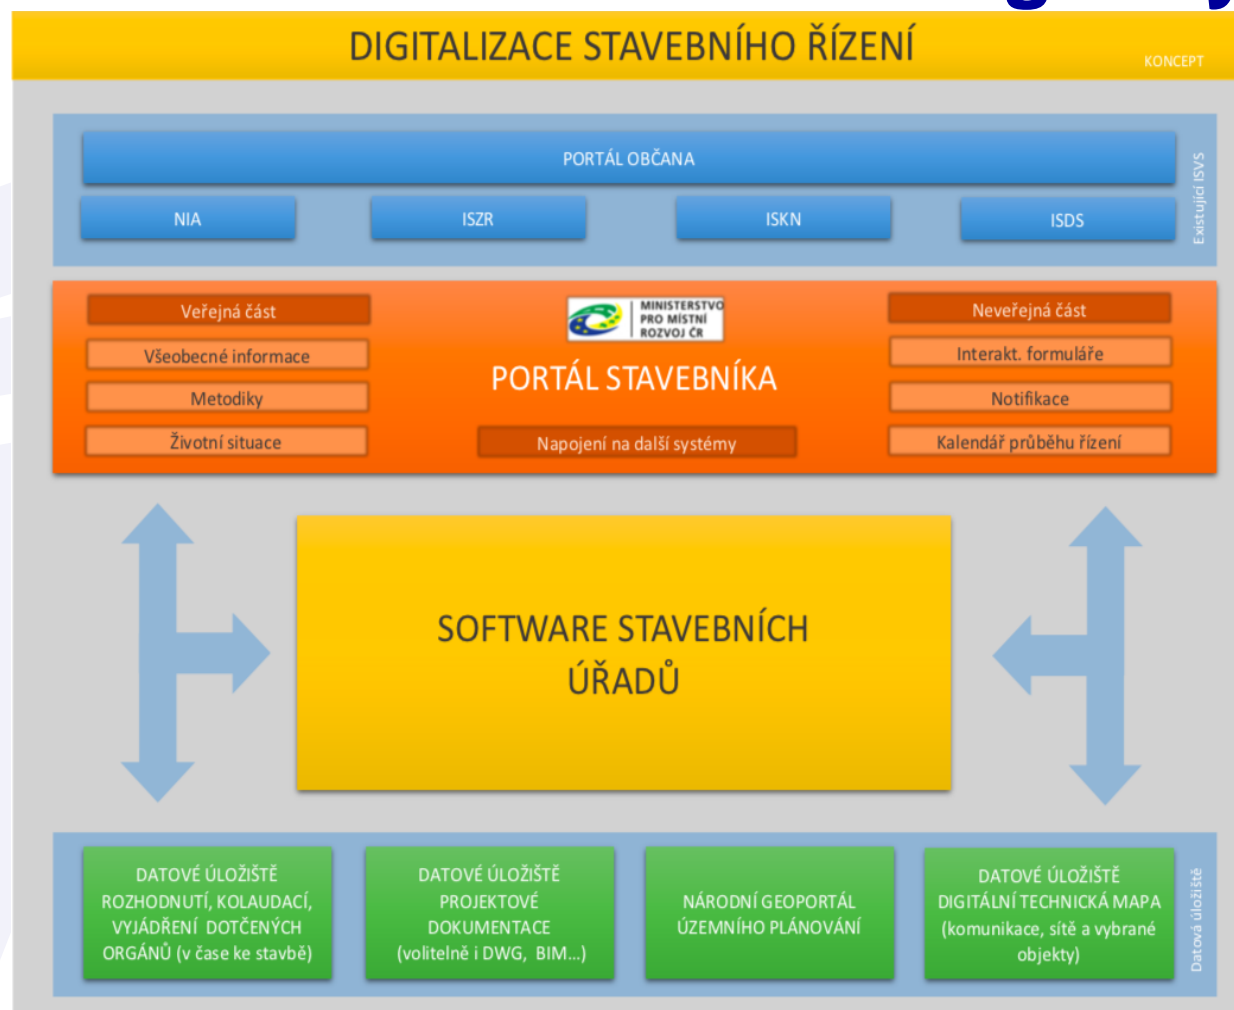 DIGITALIZACE STAVEBNÍHO ŘÍZENÍ
KONCEPT
PORTÁL OBČANA
NIA
ISZR
ISKN
ISDS
Existující ISVS
Veřejná část
Všeobecné informace
Metodiky
Životní situace
MINISTERSTVO
PRO MÍSTNÍ
ROZVOJ ČR
PORTÁL STAVEBNÍKA
Napojení na další systémy
Neveřejná část
Interakt. formuláře
Notifikace
Kalendář průběhu řízení
SOFTWARE STAVEBNÍCH
ÚŘADŮ
DATOVÉ ÚLOŽIŠTĚ
ROZHODNUTÍ, KOLAUDACÍ,
VYJÁDŘENÍ DOTČENÝCH
ORGÁNŮ (v čase ke stavbě)
DATOVÉ ÚLOŽIŠTĚ
PROJEKTOVÉ
DOKUMENTACE
(volitelně i DWG, BIM...)
NÁRODNÍ GEOPORTÁL
ÚZEMNÍHO PLÁNOVÁNÍ
DATOVÉ ÚLOŽIŠTĚ
DIGITÁLNÍ TECHNICKÁ MAPA
(komunikace, sítě a vybrané
objekty)
Datová úložiště